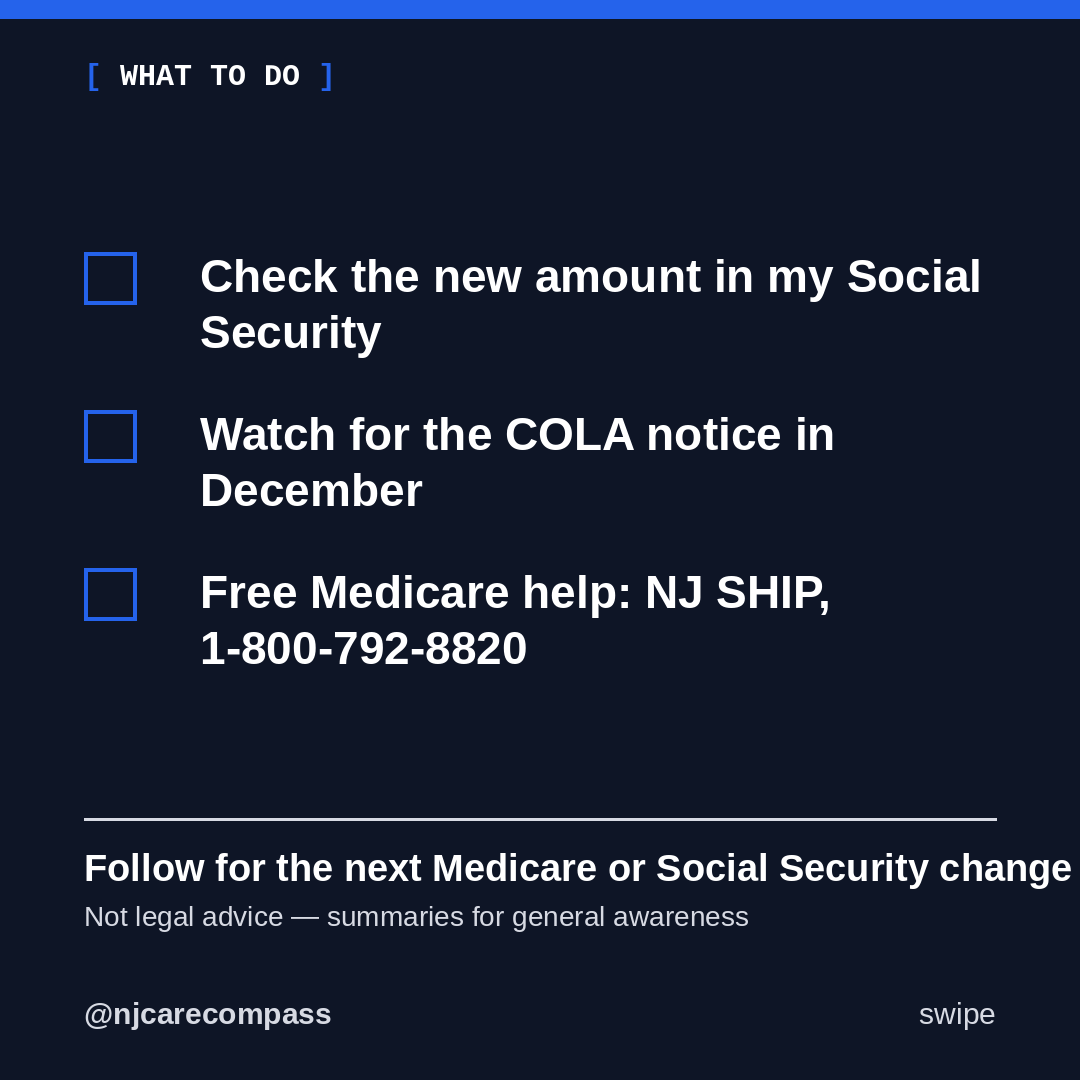 [ WHAT TO DO ]
Check the new amount in my Social
Security
Watch for the COLA notice in
December
Free Medicare help: NJ SHIP,
1-800-792-8820
Follow for the next Medicare or Social Security change
Not legal advice — summaries for general awareness
@njcarecompass
swipe